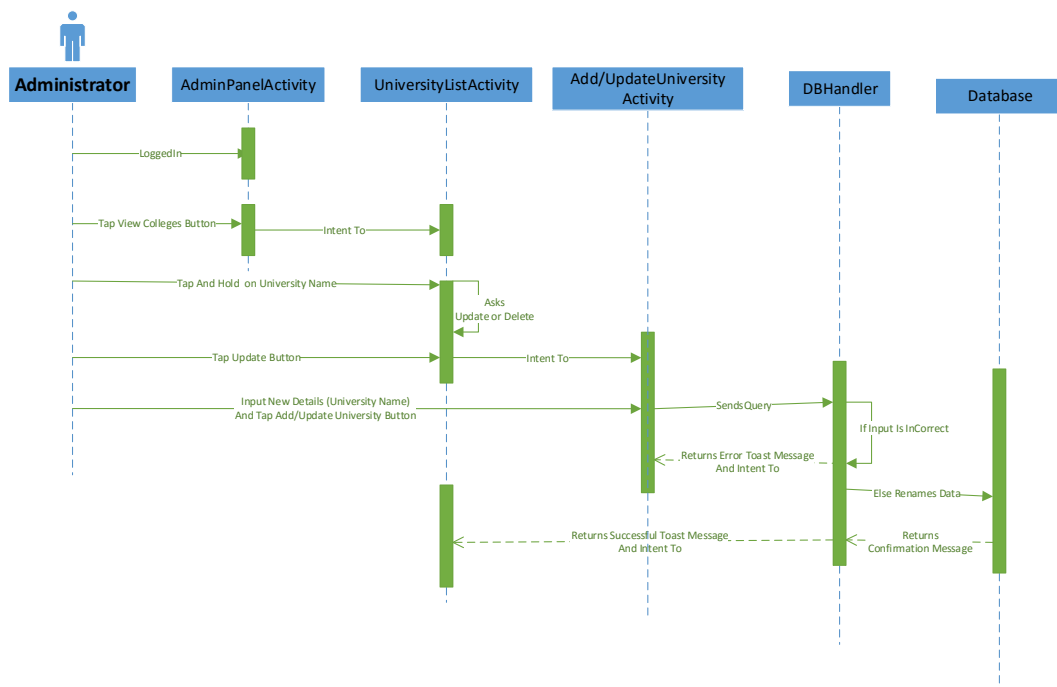 Administrator
AdminPanelActivity
UniversityListActivity
Add/UpdateUniversity
Activity
DBHandler
Database
LoggedIn
Tap View Colleges Button
Intent To
Tap And Hold on University Name
Asks
Update or Delete
Tap Update Button
Intent To
Input New Details (University Name)
And Tap Add/Update University Button
SendsQuery
If Input Is InCorrect
Returns Error Toast Message
And Intent To
Else Renames Data
Returns Successful Toast Message
And Intent To
Returns
Confirmation Message